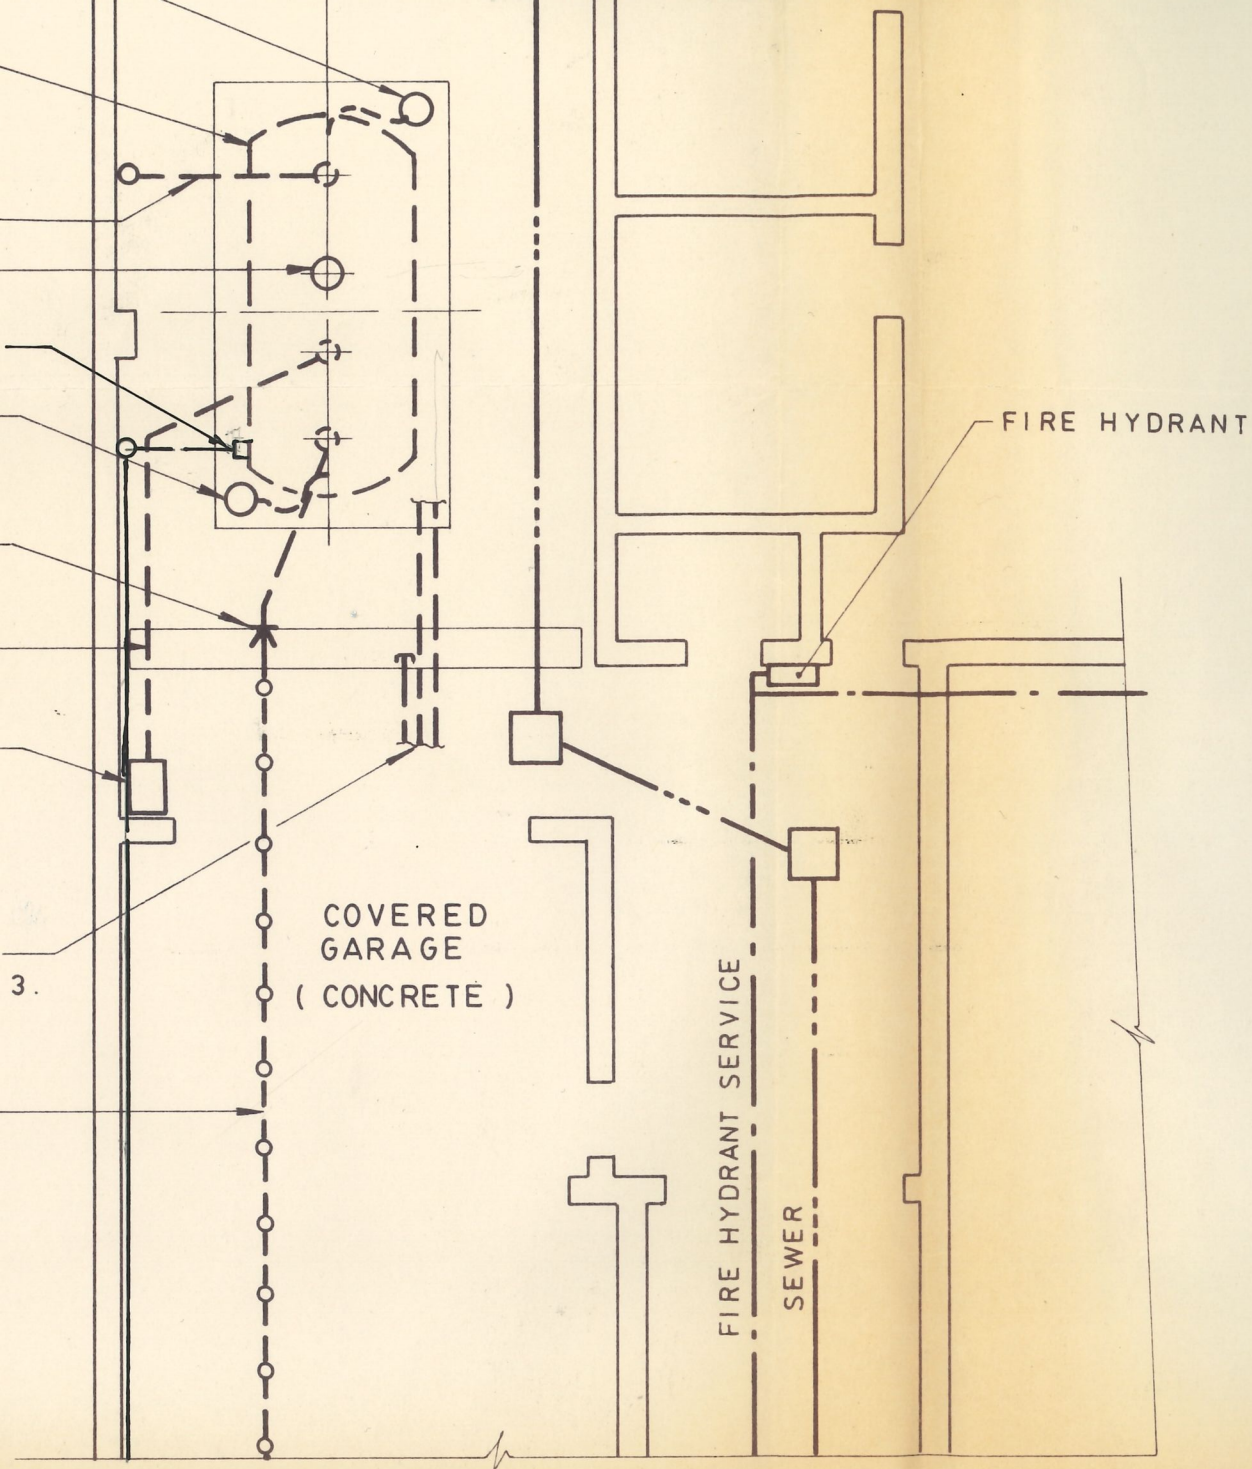 FIRE HYDRANT
COVERED
GARAGE
( CONCRETE )
3.
FIRE HYDRANT SERVICE
SEWER